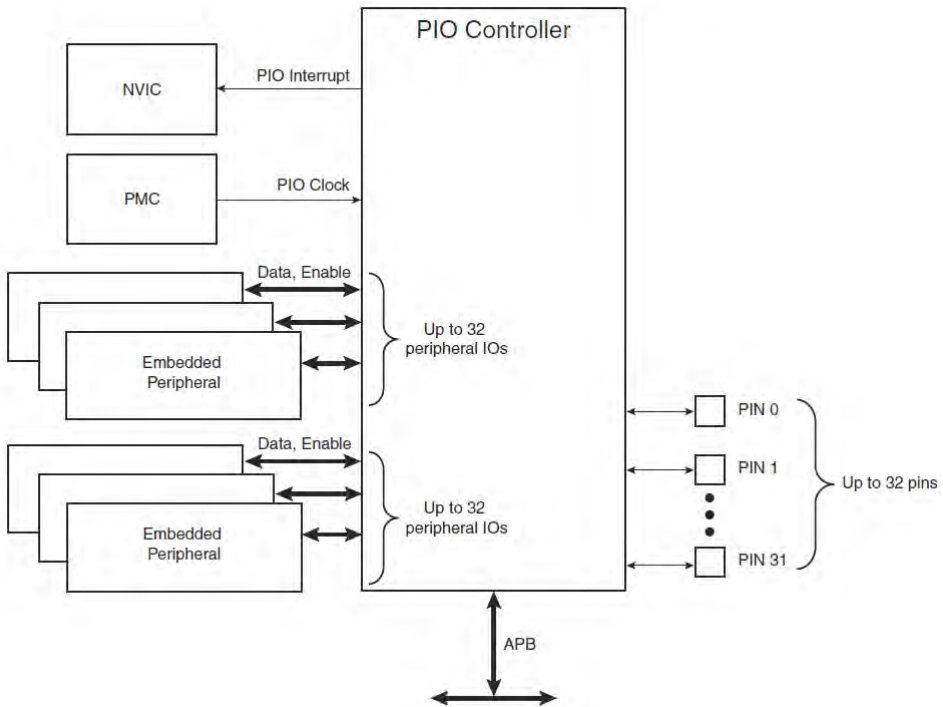 PIO Controller
NVIC
PIO Interrupt
PMC
PIO Clock
Data, Enable
Up to 32
peripheral IOs
Embedded
Peripheral
PIN 0
PIN 1
Up to 32 pins
PIN 31
Data, Enable
Up to 32
peripheral IOs
Embedded
Peripheral
APB